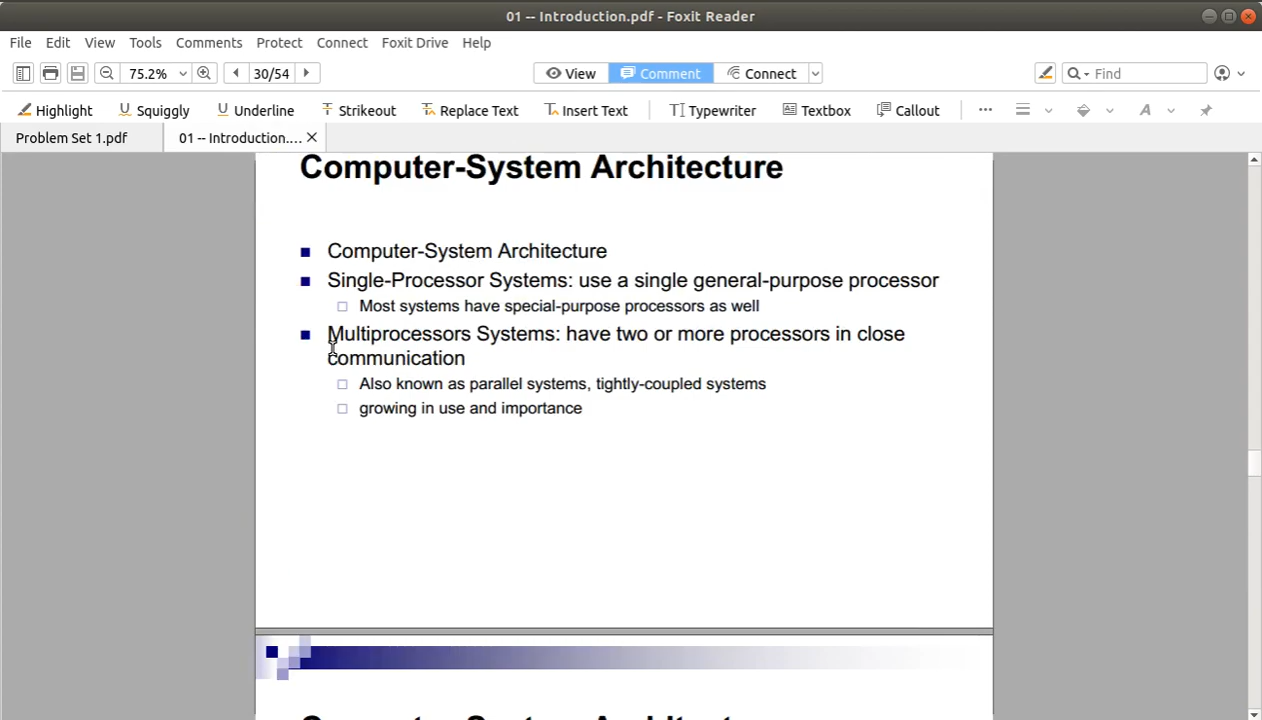 01 -- Introduction.pdf - Foxit Reader
File Edit View Tools Comments Protect Connect Foxit Drive Help
75.2% 30/54 View Comment Connect Find
Highlight Squiggly Underline Strikeout Replace Text Insert Text Typewriter Textbox Callout
Problem Set 1.pdf 01 -- Introduction....
Computer-System Architecture
Computer-System Architecture
Single-Processor Systems: use a single general-purpose processor
Most systems have special-purpose processors as well
Multiprocessors Systems: have two or more processors in close
communication
Also known as parallel systems, tightly-coupled systems
growing in use and importance